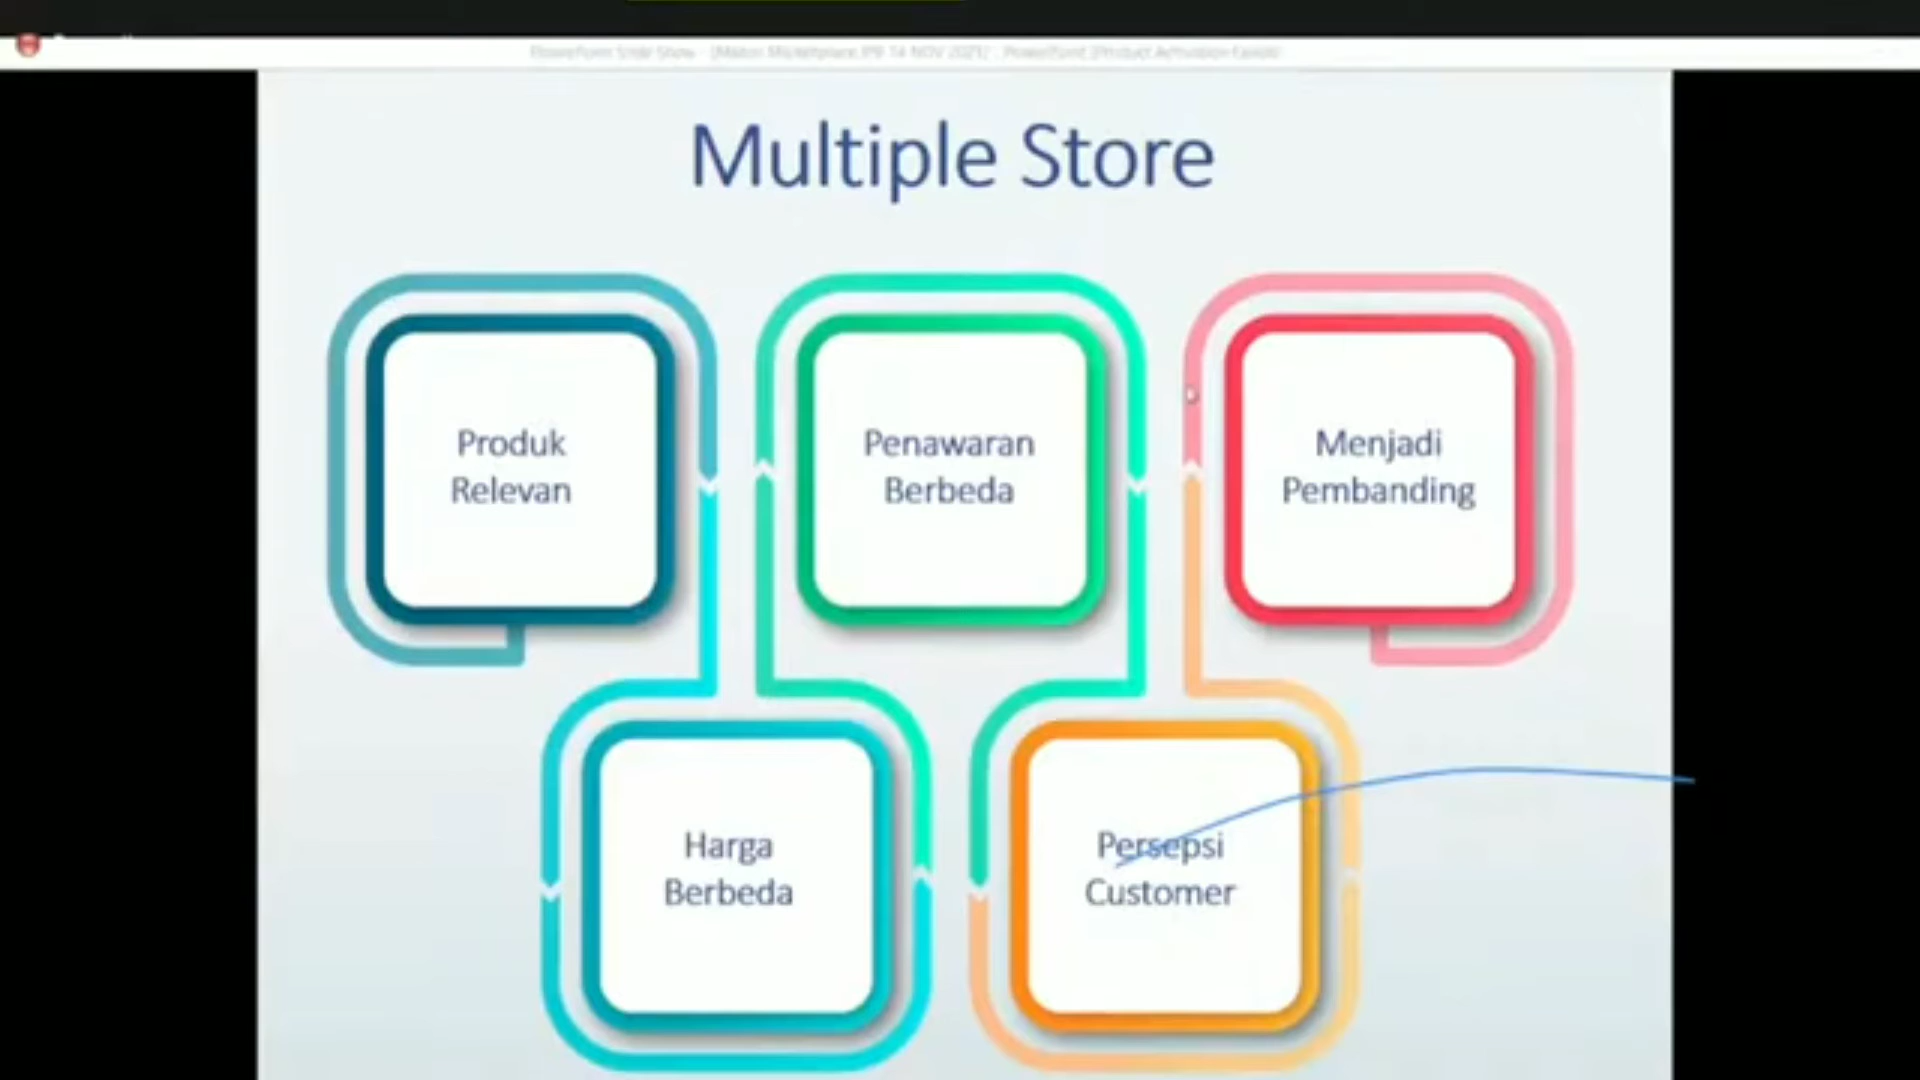 Multiple Store
Produk
Relevan
Penawaran
Berbeda
Menjadi
Pembanding
Harga
Berbeda
Persepsi
Customer